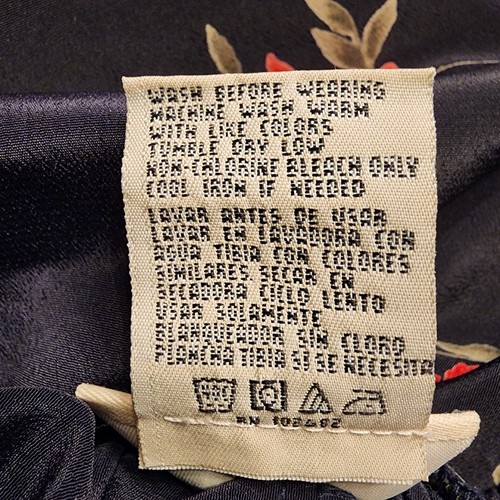 WASH BEFORE WEARING
MACHINE WASH WARM
WITH LIKE COLORS
TUMBLE DRY LOW
NON-CHLORINE BLEACH ONLY
COOL IRON IF NEEDED
LAVAR ANTES DE USAR
LAVAR EN LAVADORA CON
AGUA TIBIA CON COLORES
SIMILARES SECAR EN
SECADORA CICLO LENTO
USAR SOLAMENTE
BLANQUEADOR SIN CLORO
PLANCHA TIBIA SI SE NECESITA
RN